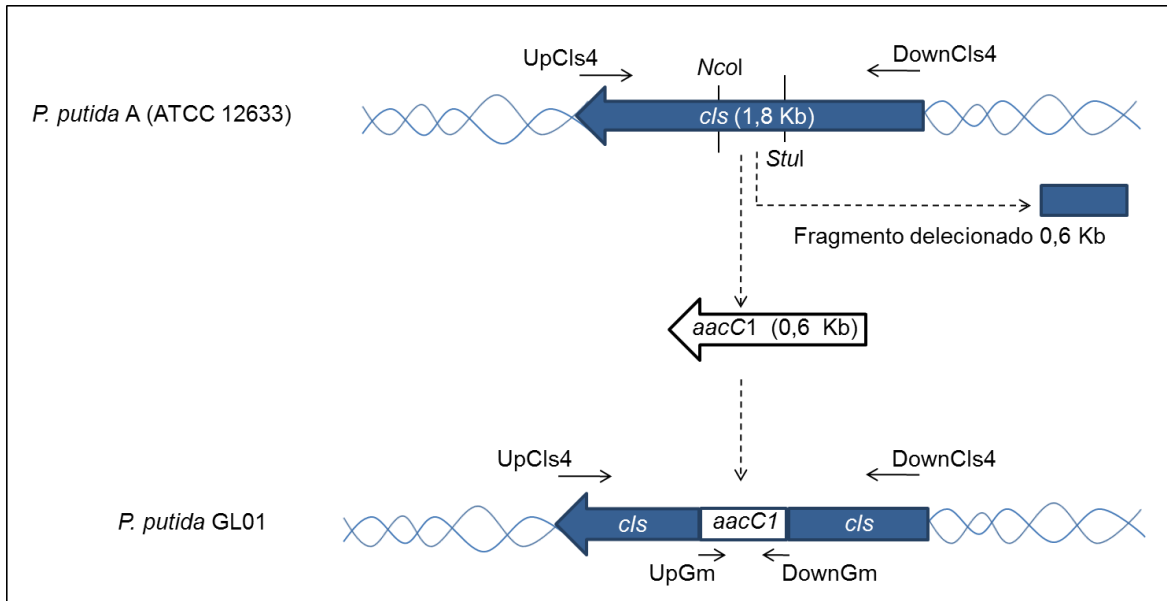 UpCls4
DownCls4
NcoI
P. putida A (ATCC 12633)
cls (1,8 Kb)
StuI
Fragmento delecionado 0,6 Kb
aacC1 (0,6 Kb)
UpCls4
DownCls4
P. putida GL01
cls
aacC1
cls
UpGm
DownGm